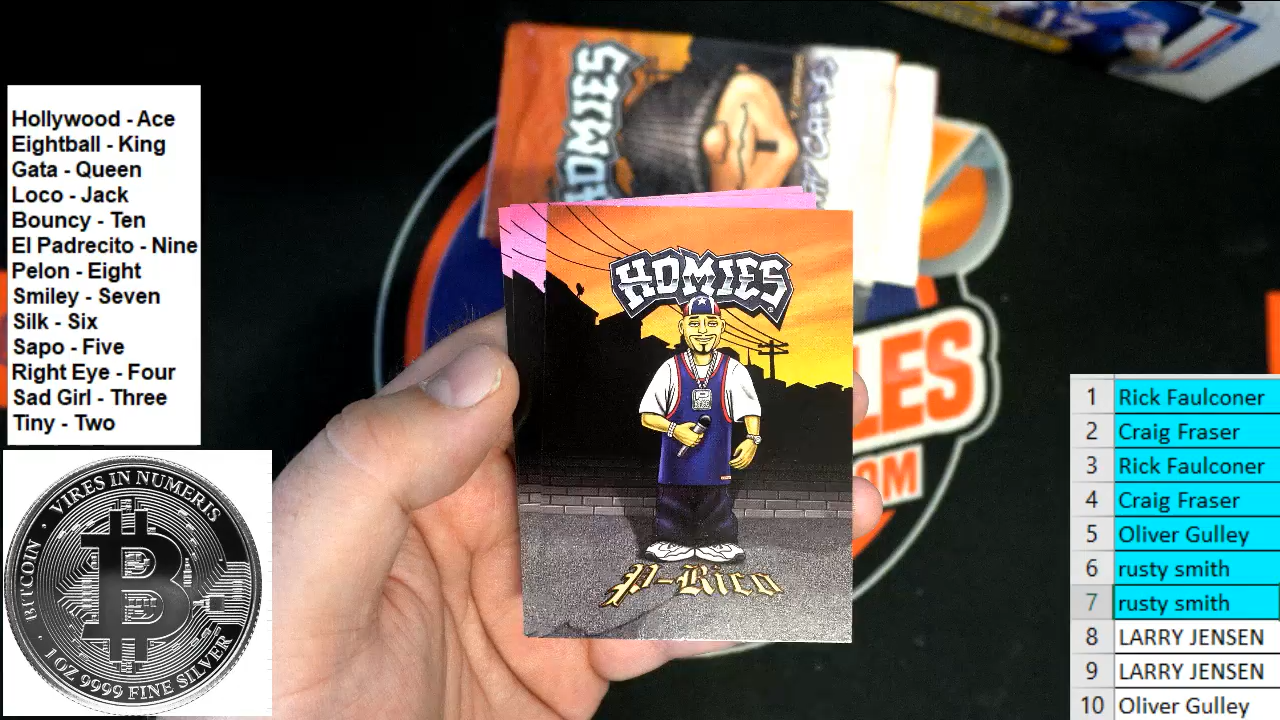 Hollywood - Ace
Eightball - King
Gata - Queen
Loco - Jack
Bouncy - Ten
El Padrecito - Nine
Pelon - Eight
Smiley - Seven
Silk - Six
Sapo - Five
Right Eye - Four
Sad Girl - Three
Tiny - Two
BITCOIN · VIRES IN NUMERIS
1 OZ 9999 FINE SILVER
HOMIES
HOMIES
P-Rico
1 Rick Faulconer
2 Craig Fraser
3 Rick Faulconer
4 Craig Fraser
5 Oliver Gulley
6 rusty smith
7 rusty smith
8 LARRY JENSEN
9 LARRY JENSEN
10 Oliver Gulley